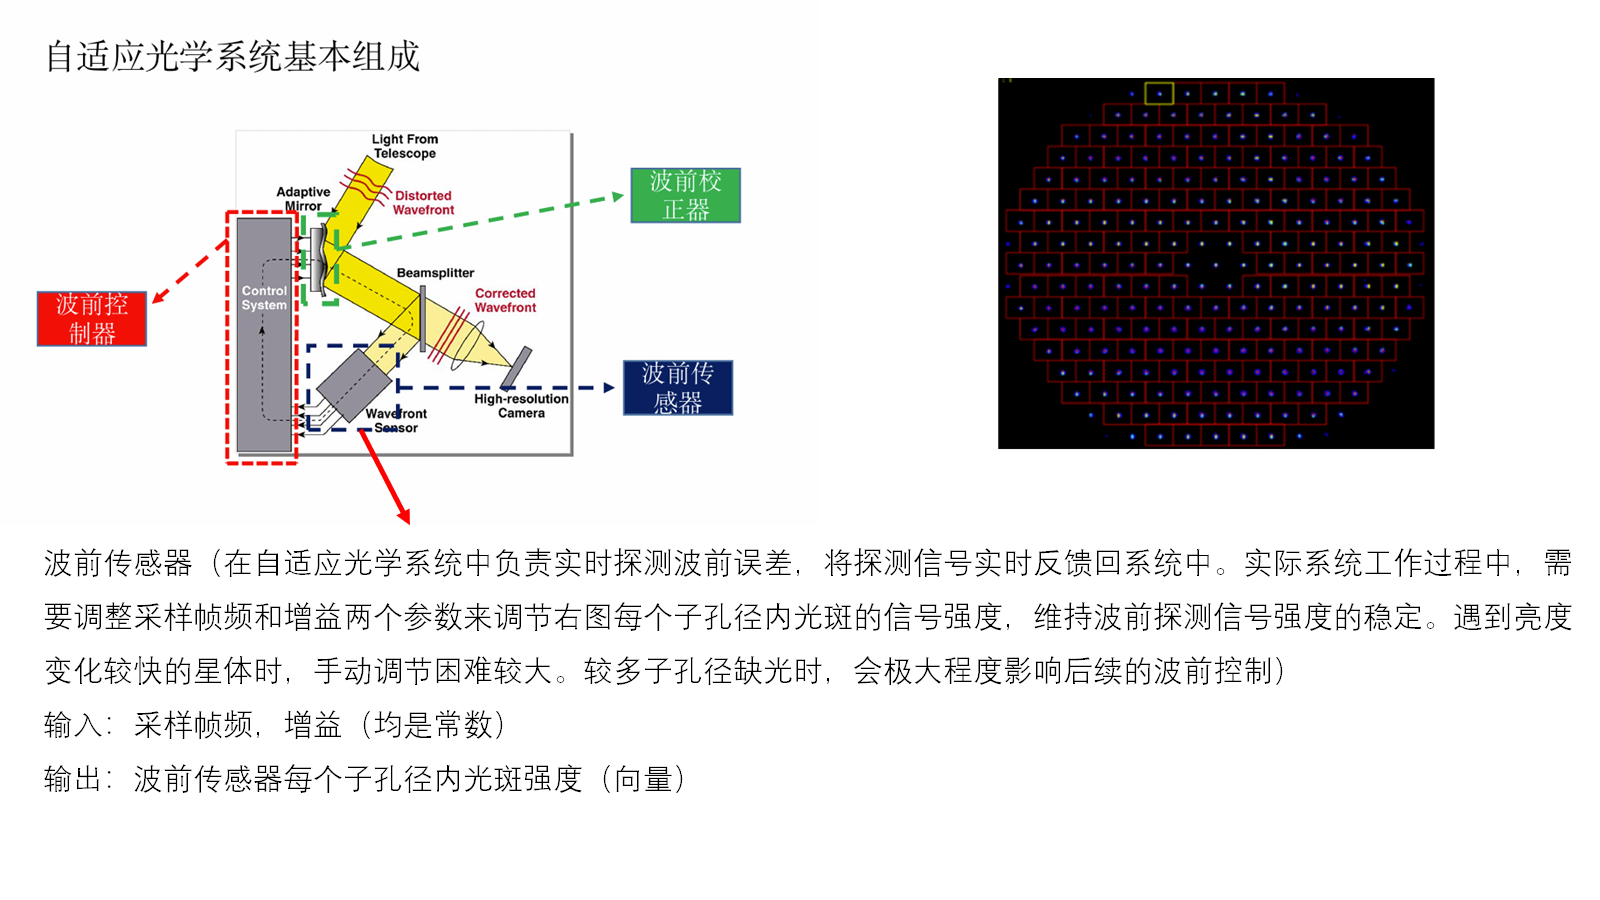 自适应光学系统基本组成
Light From
Telescope
Adaptive
Mirror
Distorted
Wavefront
波前校
正器
Beamsplitter
Control
System
Corrected
Wavefront
波前控
制器
波前传
感器
High-resolution
Camera
Wavefront
Sensor
波前传感器（在自适应光学系统中负责实时探测波前误差，将探测信号实时反馈回系统中。实际系统工作过程中，需
要调整采样帧频和增益两个参数来调节右图每个子孔径内光斑的信号强度，维持波前探测信号强度的稳定。遇到亮度
变化较快的星体时，手动调节困难较大。较多子孔径缺光时，会极大程度影响后续的波前控制）
输入：采样帧频，增益（均是常数）
输出：波前传感器每个子孔径内光斑强度（向量）